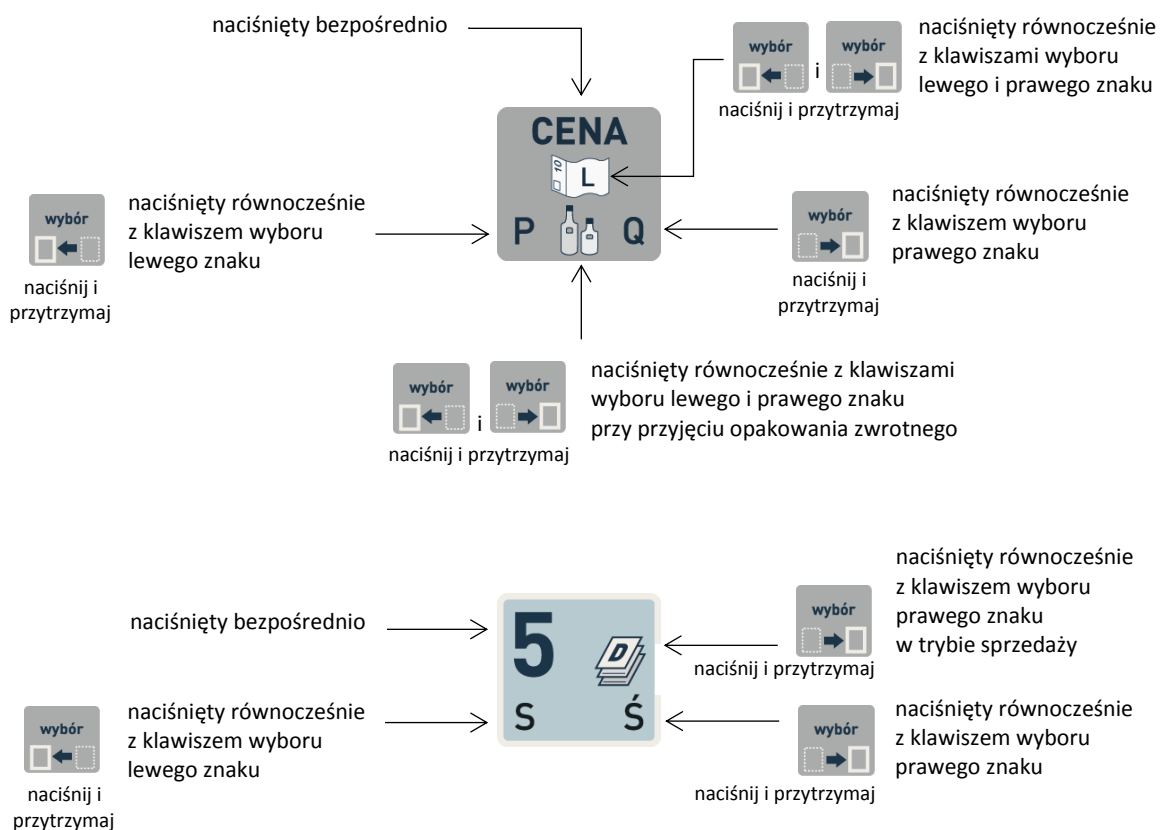 naciśnięty bezpośrednio
wybór
i
wybór
naciśnij i przytrzymaj
naciśnięty równocześnie
z klawiszami wyboru
lewego i prawego znaku
CENA
10
L
P
Q
wybór
naciśnij i
przytrzymaj
naciśnięty równocześnie
z klawiszem wyboru
lewego znaku
wybór
naciśnij i
przytrzymaj
naciśnięty równocześnie
z klawiszem wyboru
prawego znaku
wybór
i
wybór
naciśnij i przytrzymaj
naciśnięty równocześnie z klawiszami
wyboru lewego i prawego znaku
przy przyjęciu opakowania zwrotnego
naciśnięty bezpośrednio
5
D
S
Ś
wybór
naciśnij i przytrzymaj
naciśnięty równocześnie
z klawiszem wyboru
prawego znaku
w trybie sprzedaży
wybór
naciśnij i
przytrzymaj
naciśnięty równocześnie
z klawiszem wyboru
lewego znaku
wybór
naciśnij i przytrzymaj
naciśnięty równocześnie
z klawiszem wyboru
prawego znaku